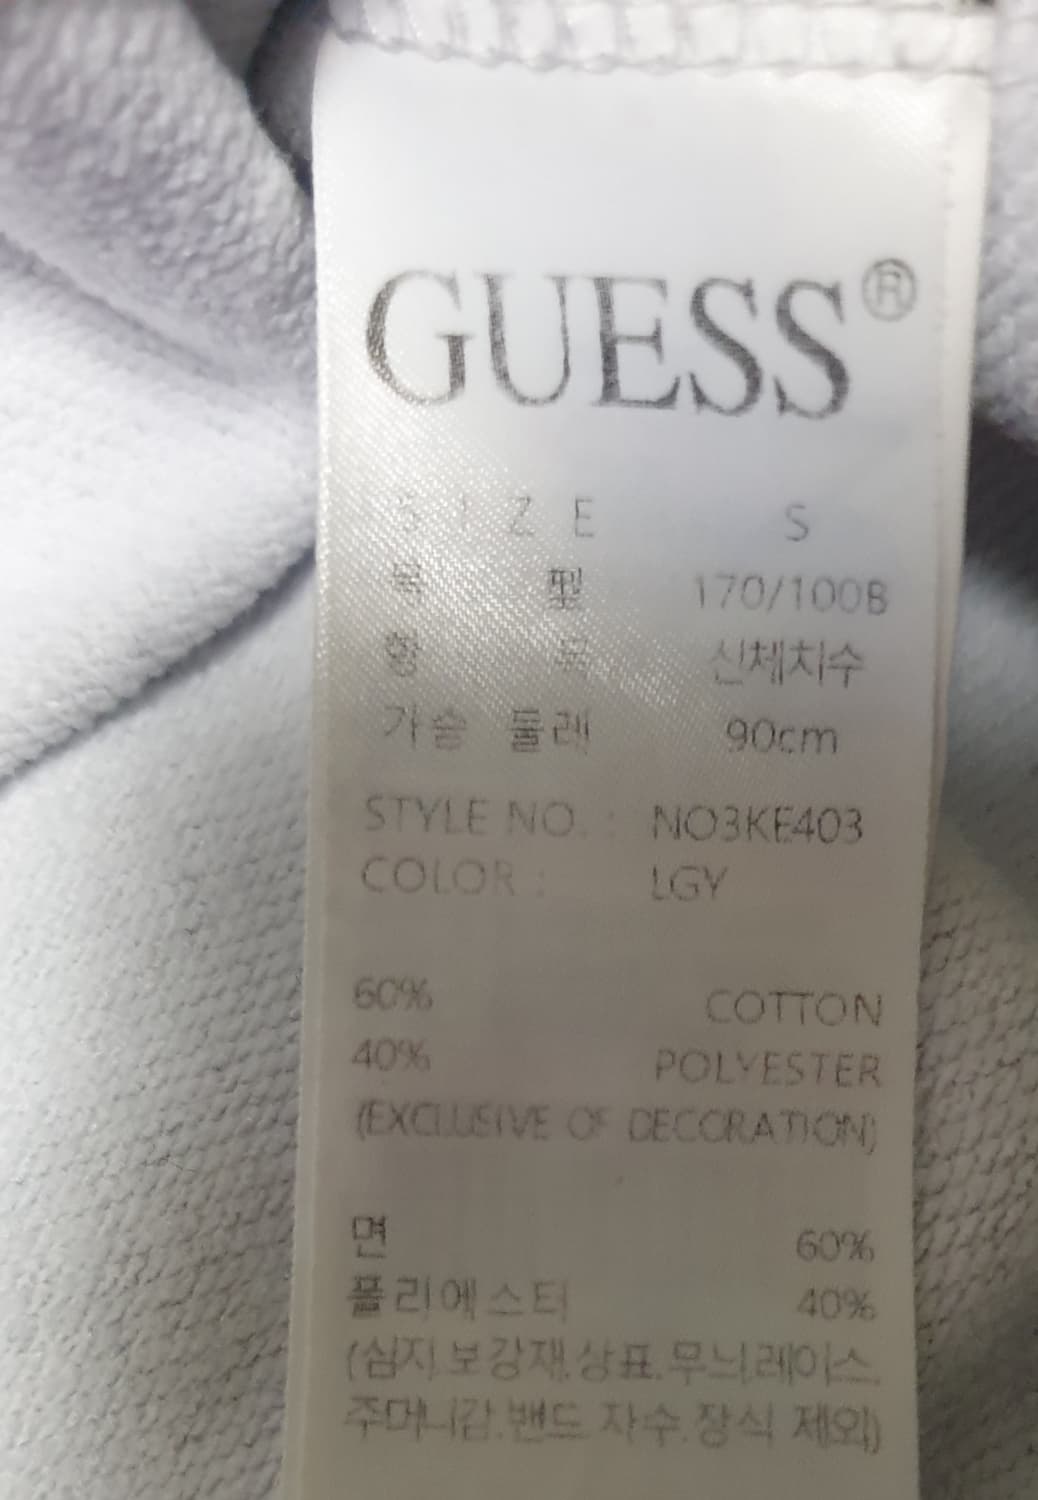 GUESS®
SIZE S
型 170/100B
항 목 신체치수
가슴 둘레 90cm
STYLE NO. : NO3KE403
COLOR : LGY
60% COTTON
40% POLYESTER
(EXCLUSIVE OF DECORATION)
면 60%
폴리에스터 40%
(심지.보강재.상표.무늬.레이스.
주머니감.밴드 자수.장식 제외)